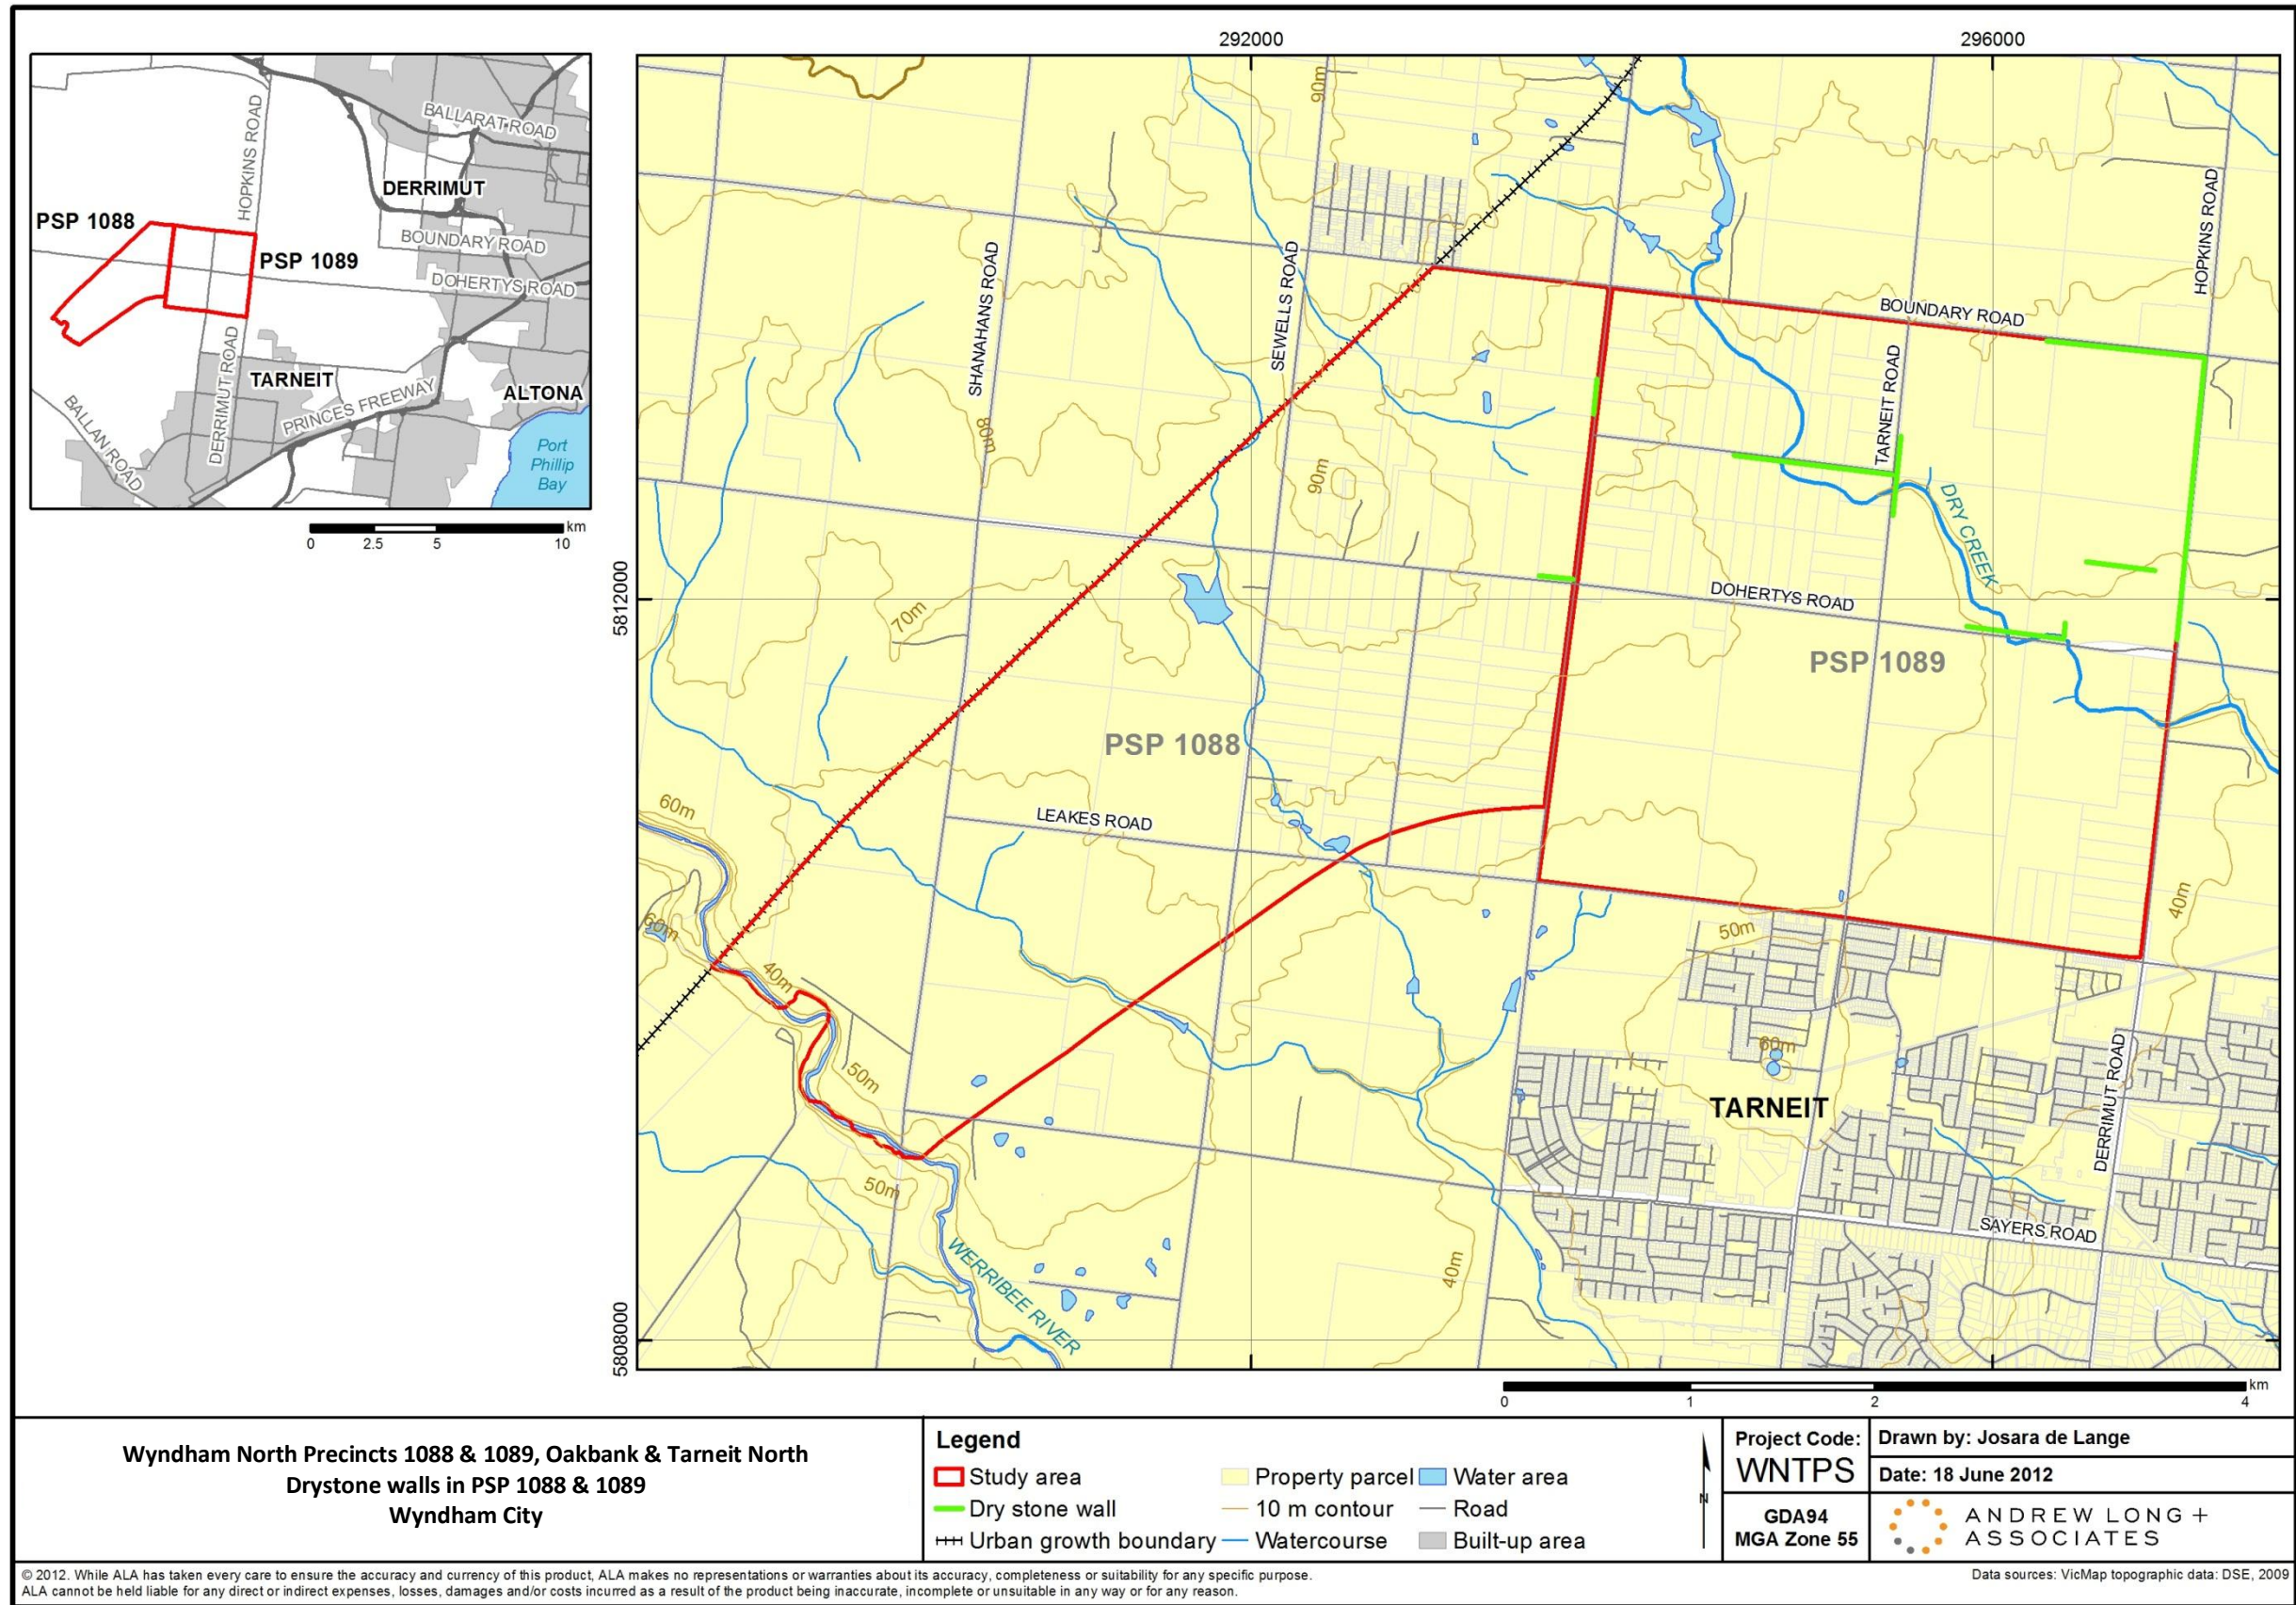 292000
296000
BALLARAT ROAD
HOPKINS ROAD
DERRIMUT
PSP 1088
BOUNDARY ROAD
PSP 1089
DOHERTYS ROAD
DERRIMUT ROAD
TARNEIT
PRINCES FREEWAY
ALTONA
BALLAN ROAD
Port
Phillip
Bay
km
0 2.5 5 10
5812000
5808000
90m
HOPKINS ROAD
SHANAHANS ROAD
SEWELLS ROAD
BOUNDARY ROAD
TARNEIT ROAD
80m
90m
DRY CREEK
70m
DOHERTYS ROAD
PSP 1089
PSP 1088
60m
LEAKES ROAD
60m
40m
50m
40m
50m
60m
50m
TARNEIT
DERRIMUT ROAD
WERRIBEE RIVER
40m
SAYERS ROAD
km
0 1 2 4
Wyndham North Precincts 1088 & 1089, Oakbank & Tarneit North
Drystone walls in PSP 1088 & 1089
Wyndham City
Legend
Study area
Dry stone wall
Urban growth boundary
Property parcel
10 m contour
Watercourse
Water area
Road
Built-up area
N
Project Code:
WNTPS
GDA94
MGA Zone 55
Drawn by: Josara de Lange
Date: 18 June 2012
ANDREW LONG +
ASSOCIATES
© 2012. While ALA has taken every care to ensure the accuracy and currency of this product, ALA makes no representations or warranties about its accuracy, completeness or suitability for any specific purpose.
ALA cannot be held liable for any direct or indirect expenses, losses, damages and/or costs incurred as a result of the product being inaccurate, incomplete or unsuitable in any way or for any reason.
Data sources: VicMap topographic data: DSE, 2009